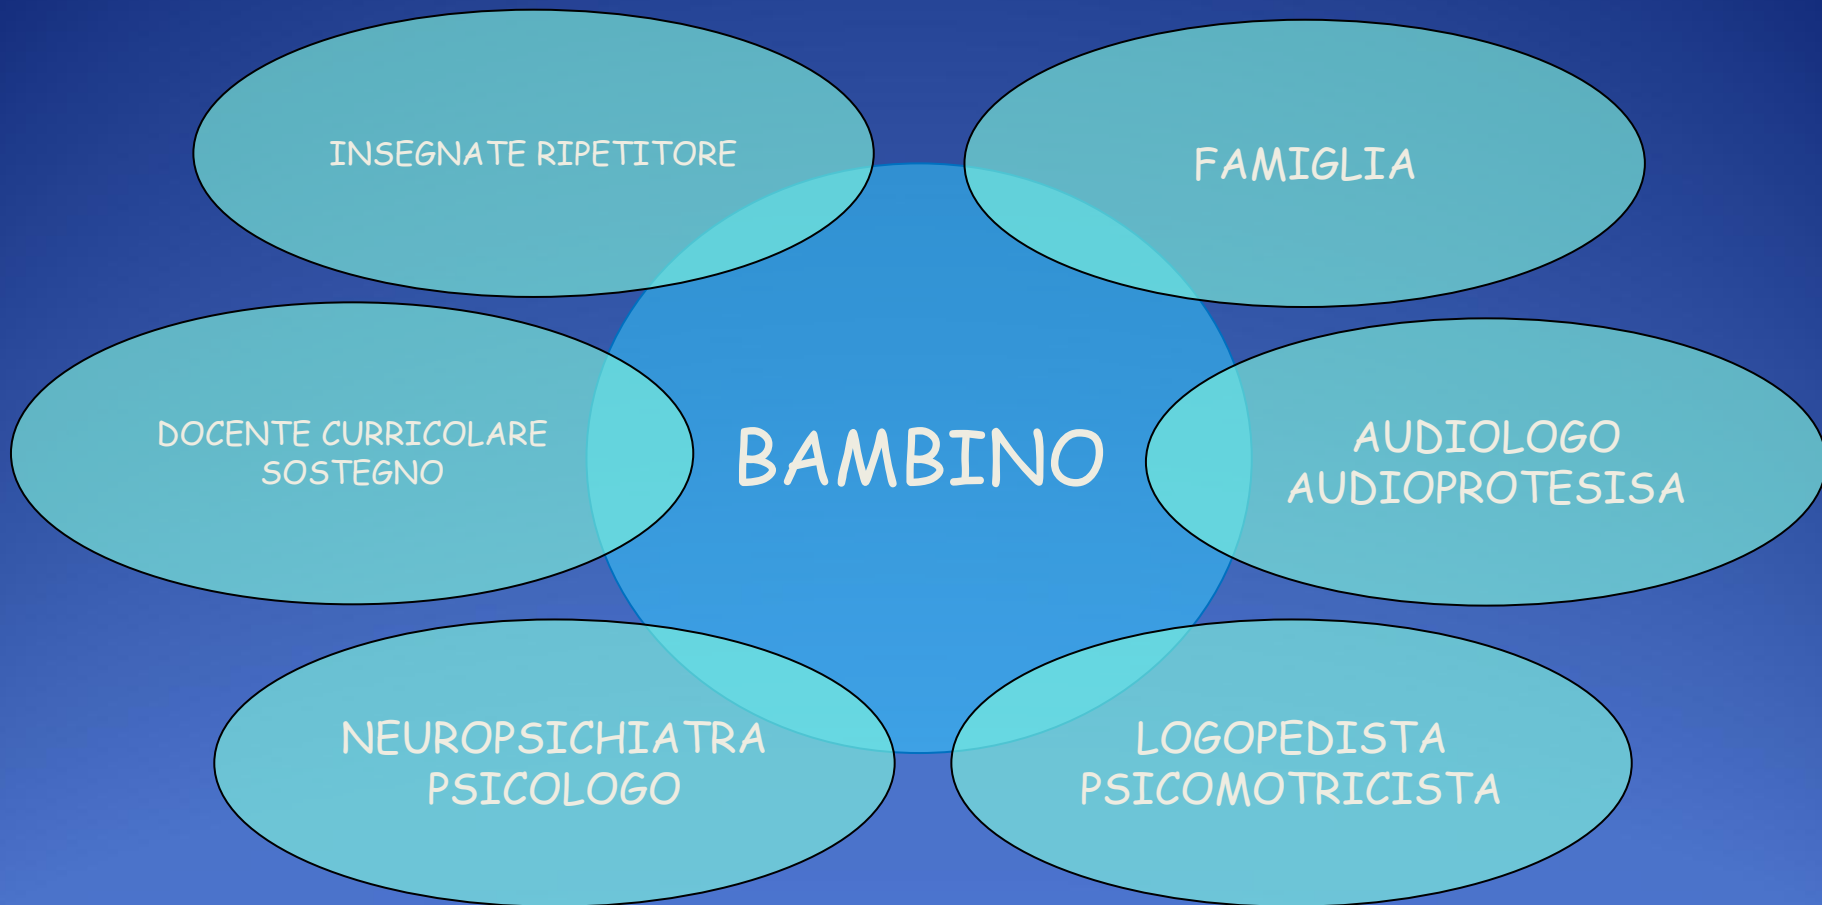 INSEGNATE RIPETITORE
FAMIGLIA
DOCENTE CURRICOLARE
SOSTEGNO
BAMBINO
AUDIOLOGO
AUDIOPROTESISA
NEUROPSICHIATRA
PSICOLOGO
LOGOPEDISTA
PSICOMOTRICISTA